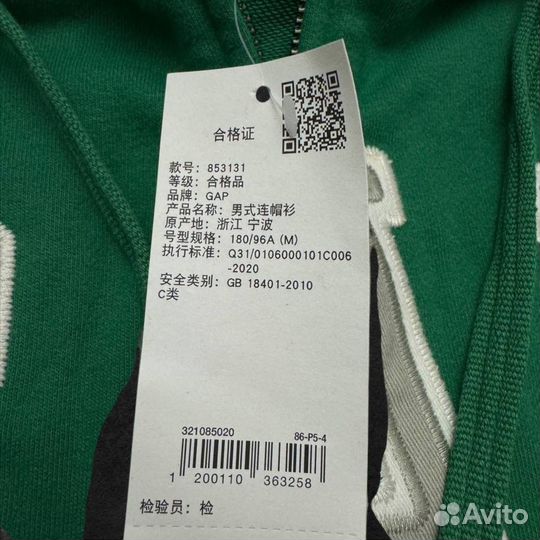 合格证
款号: 853131
等级: 合格品
品牌: GAP
产品名称: 男式连帽衫
原产地: 浙江 宁波
号型规格: 180/96A (M)
执行标准: Q31/0106000101C006
-2020
安全类别: GB 18401-2010
C类
321085020
86-P5-4
1 200110 363258
检验员: 检
Avito